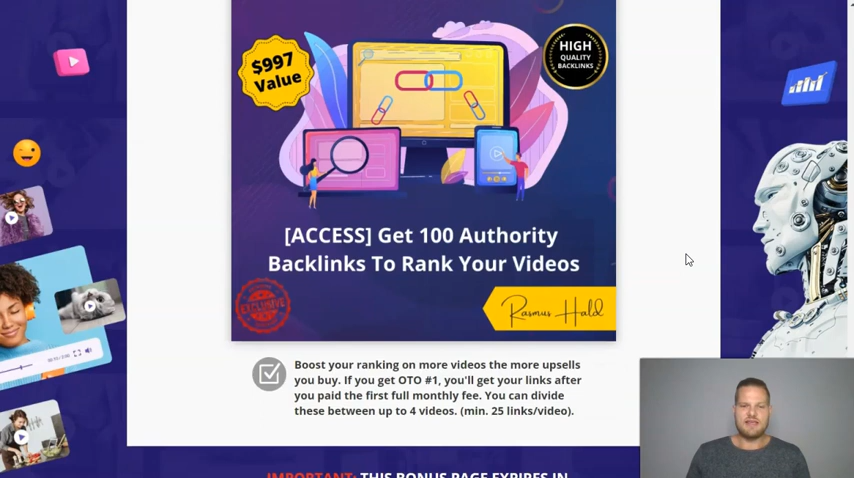 $997
Value
HIGH
QUALITY
BACKLINKS
[ACCESS] Get 100 Authority
Backlinks To Rank Your Videos
EXCLUSIVE
Rasmus Hald
Boost your ranking on more videos the more upsells
you buy. If you get OTO #1, you'll get your links after
you paid the first full monthly fee. You can divide
these between up to 4 videos. (min. 25 links/video).
IMPORTANT: THIS BONUS PAGE EXPIRES IN